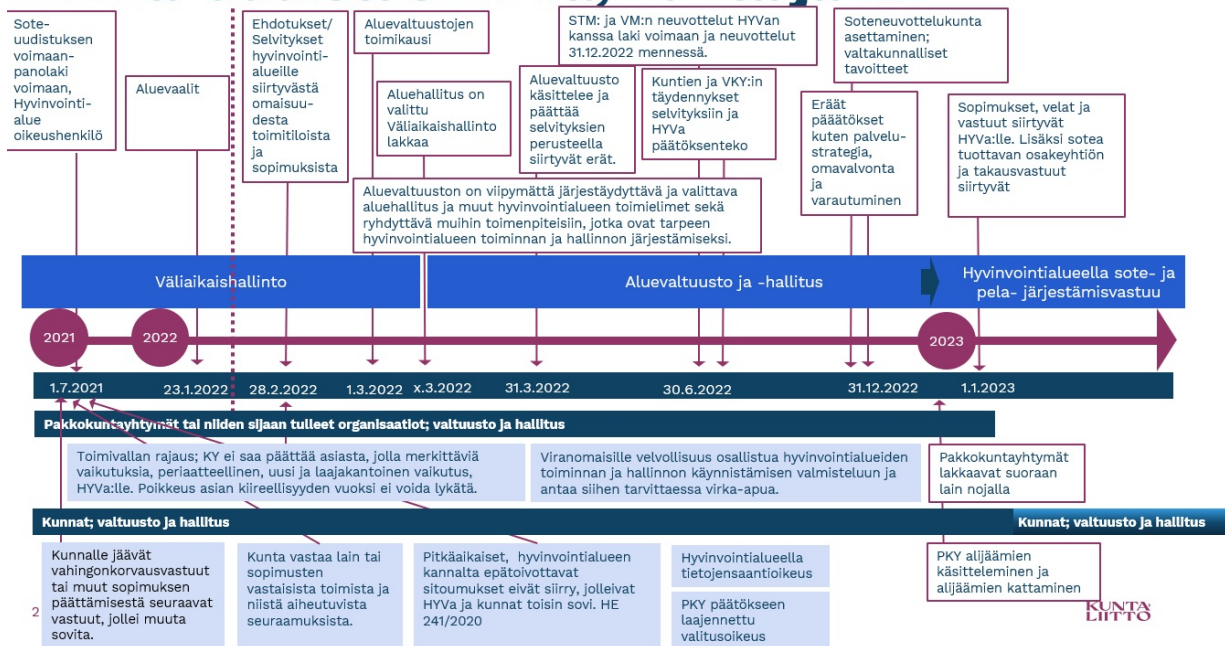 Sote-
uudistuksen
voimaan-
panolaki
voimaan,
Hyvinvointi-
alue
oikeushenkilö
Aluevaalit
Ehdotukset/
Selvitykset
hyvinvointi-
alueille
siirtyvästä
omaisuu-
desta
toimitiloista
ja
sopimuksista
Aluevaltuustojen
toimikausi
Aluehallitus on
valittu
Väliaikaishallinto
lakkaa
STM: ja VM:n neuvottelut HYVan
kanssa laki voimaan ja neuvottelut
31.12.2022 mennessä.
Aluevaltuusto
käsittelee ja
päättää
selvityksien
perusteella
siirtyvät erät.
Kuntien ja VKY:in
täydennykset
selvityksiin ja
HYVa
päätöksenteko
Soteneuvottelukunta
asettaminen;
valtakunnalliset
tavoitteet
Eräät
pääätökset
kuten palvelu-
strategia,
omavalvonta
ja
varautuminen
Sopimukset, velat ja
vastuut siirtyvät
HYVa:lle. Lisäksi sotea
tuottavan osakeyhtiön
ja takausvastuut
siirtyvät
Aluevaltuuston on viipymättä järjestäydyttävä ja valittava
aluehallitus ja muut hyvinvointialueen toimielimet sekä
ryhdyttävä muihin toimenpiteisiin, jotka ovat tarpeen
hyvinvointialueen toiminnan ja hallinnon järjestämiseksi.
Väliaikaishallinto
Aluevaltuusto ja -hallitus
Hyvinvointialueella sote- ja
pela- järjestämisvastuu
2021
2022
2023
1.7.2021
23.1.2022
28.2.2022
1.3.2022
x.3.2022
31.3.2022
30.6.2022
31.12.2022
1.1.2023
Pakkokuntayhtymät tai niiden sijaan tulleet organisaatiot; valtuusto ja hallitus
Toimivallan rajaus; KY ei saa päättää asiasta, jolla merkittäviä
vaikutuksia, periaatteellinen, uusi ja laajakantoinen vaikutus,
HYVa:lle. Poikkeus asian kiireellisyyden vuoksi ei voida lykätä.
Viranomaisille velvollisuus osallistua hyvinvointialueiden
toiminnan ja hallinnon käynnistämisen valmisteluun ja
antaa siihen tarvittaessa virka-apua.
Pakkokuntayhtymät
lakkaavat suoraan
lain nojalla
Kunnat; valtuusto ja hallitus
Kunnat; valtuusto ja hallitus
Kunnalle jäävät
vahingonkorvausvastuut
tai muut sopimuksen
päättämisestä seuraavat
vastuut, jollei muuta
sovita.
Kunta vastaa lain tai
sopimusten
vastaisista toimista ja
niistä aiheutuvista
seuraamuksista.
Pitkäaikaiset, hyvinvointialueen
kannalta epätoivottavat
sitoumukset eivät siirry, jolleivat
HYVa ja kunnat toisin sovi. HE
241/2020
Hyvinvointialueella
tietojensaantioikeus
PKY päätökseen
laajennettu
valitusoikeus
PKY alijäämien
käsitteleminen ja
alijäämien kattaminen
2
KUNTA
LIITTO